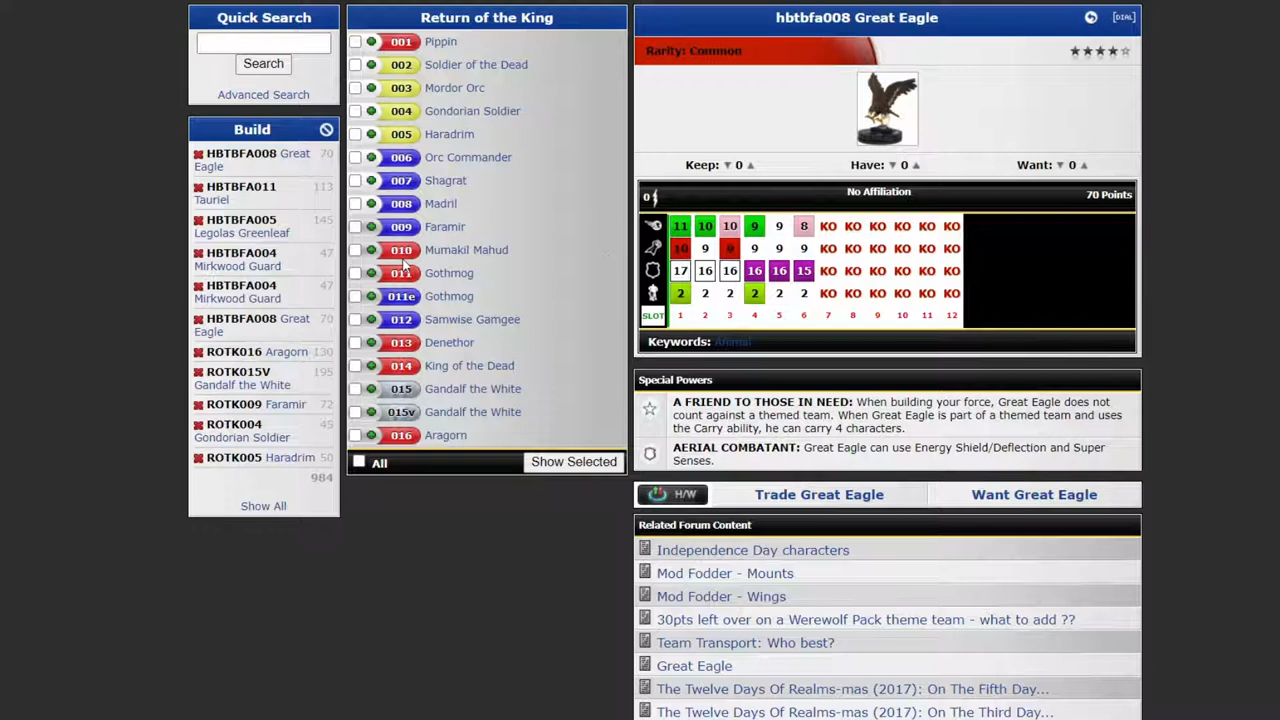 Quick Search
Search
Advanced Search
Build
HBTBFA008 Great Eagle 70
HBTBFA011 Tauriel 113
HBTBFA005 Legolas Greenleaf 145
HBTBFA004 Mirkwood Guard 47
HBTBFA004 Mirkwood Guard 47
HBTBFA008 Great Eagle 70
ROTK016 Aragorn 130
ROTK015V Gandalf the White 195
ROTK009 Faramir 72
ROTK004 Gondorian Soldier 45
ROTK005 Haradrim 50
984
Show All
Return of the King
001 Pippin
002 Soldier of the Dead
003 Mordor Orc
004 Gondorian Soldier
005 Haradrim
006 Orc Commander
007 Shagrat
008 Madril
009 Faramir
010 Mumakil Mahud
011 Gothmog
011e Gothmog
012 Samwise Gamgee
013 Denethor
014 King of the Dead
015 Gandalf the White
015v Gandalf the White
016 Aragorn
All Show Selected
hbtbfa008 Great Eagle [DIAL]
Rarity: Common
Keep: 0 Have: 0 Want: 0
0 No Affiliation 70 Points
11 10 10 9 9 8 KO KO KO KO KO KO
10 9 9 9 9 9 KO KO KO KO KO KO
17 16 16 16 16 15 KO KO KO KO KO KO
2 2 2 2 2 2 KO KO KO KO KO KO
SLOT 1 2 3 4 5 6 7 8 9 10 11 12
Keywords: Animal
Special Powers
A FRIEND TO THOSE IN NEED: When building your force, Great Eagle does not
count against a themed team. When Great Eagle is part of a themed team and uses
the Carry ability, he can carry 4 characters.
AERIAL COMBATANT: Great Eagle can use Energy Shield/Deflection and Super
Senses.
H/W Trade Great Eagle Want Great Eagle
Related Forum Content
Independence Day characters
Mod Fodder - Mounts
Mod Fodder - Wings
30pts left over on a Werewolf Pack theme team - what to add ??
Team Transport: Who best?
Great Eagle
The Twelve Days Of Realms-mas (2017): On The Fifth Day...
The Twelve Days Of Realms-mas (2017): On The Third Day...